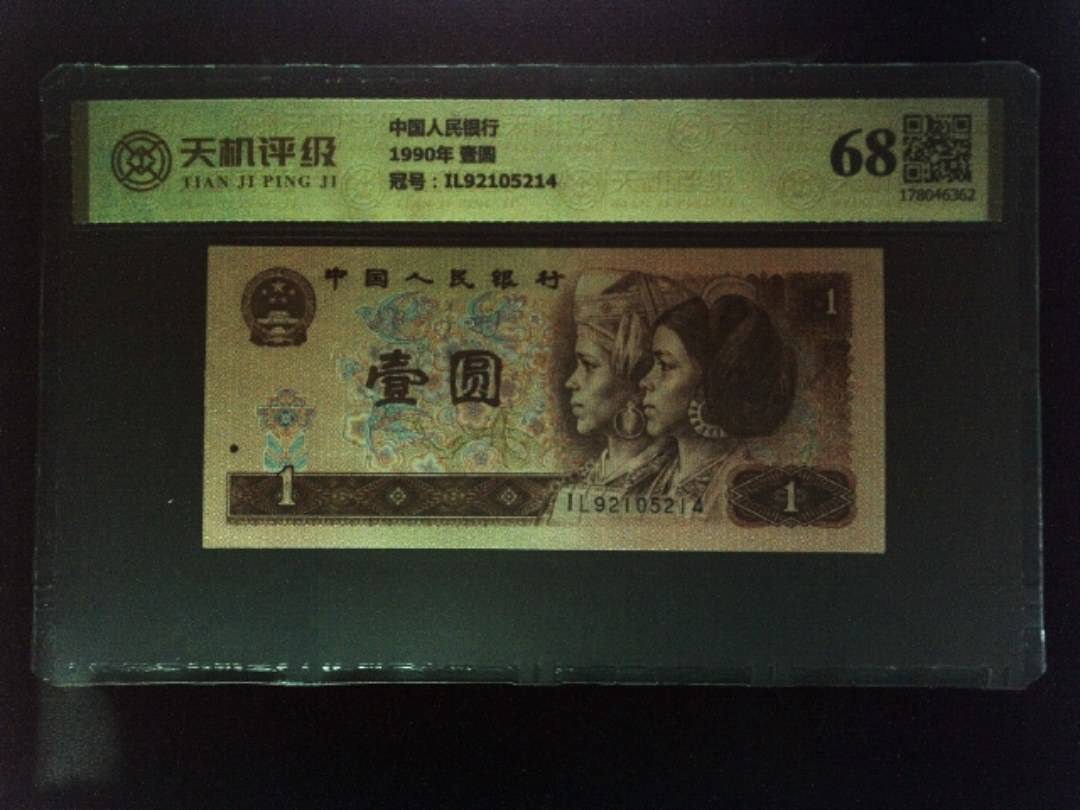 天机评级
TIAN JI PING JI
中国人民银行
1990年 壹圆
冠号：IL92105214
68
178046362
中国人民银行
1
壹圆
1
IL92105214
1